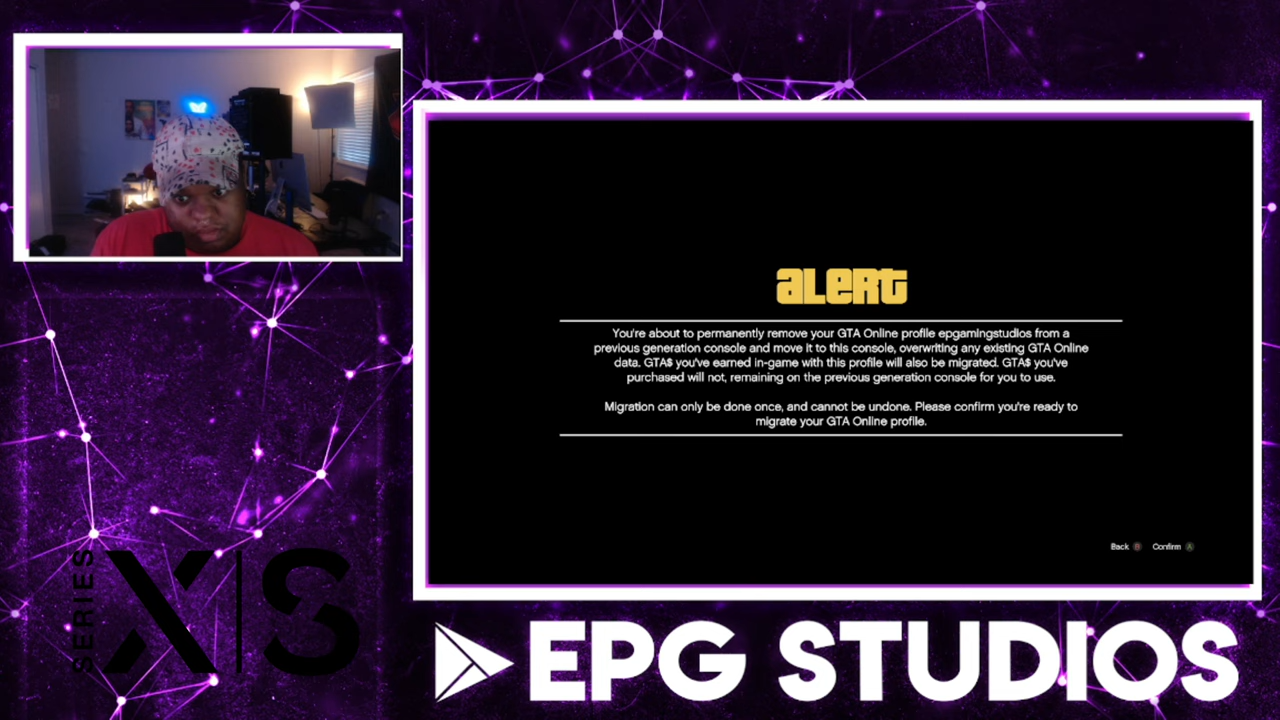 aLeRt
You're about to permanently remove your GTA Online profile epgamingstudios from a
previous generation console and move it to this console, overwriting any existing GTA Online
data. GTA$ you've earned in-game with this profile will also be migrated. GTA$ you've
purchased will not, remaining on the previous generation console for you to use.
Migration can only be done once, and cannot be undone. Please confirm you're ready to
migrate your GTA Online profile.
Back B Confirm A
SERIES X|S
EPG STUDIOS